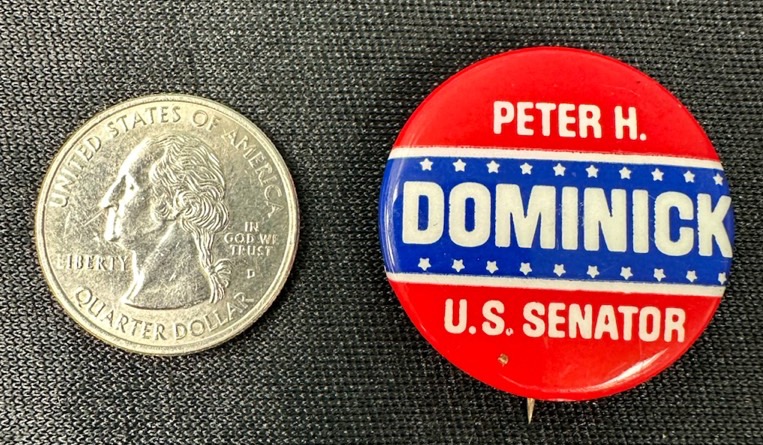 UNITED STATES OF AMERICA
IN
GOD WE
TRUST
LIBERTY
D
QUARTER DOLLAR
PETER H.
DOMINICK
U.S. SENATOR